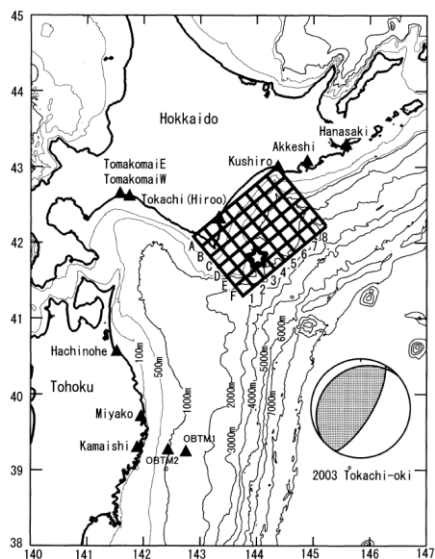 45
44
43
42
41
40
39
38
140
141
142
143
144
145
146
147
Hokkaido
Hanasaki
Akkeshi
Kushiro
TomakomaiE
TomakomaiW
Tokachi(Hiroo)
A
B
C
D
E
F
1
2
3
4
5
6
7
8
Hachinohe
Tohoku
Miyako
Kamaishi
OBTM1
OBTM2
100m
500m
1000m
2000m
3000m
4000m
5000m
6000m
7000m
2003 Tokachi-oki